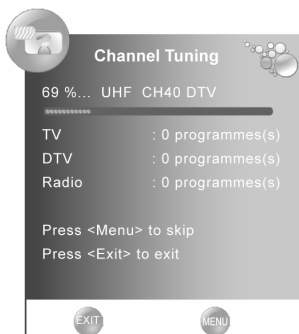 Channel Tuning
69 %... UHF CH40 DTV
TV : 0 programmes(s)
DTV : 0 programmes(s)
Radio : 0 programmes(s)
Press <Menu> to skip
Press <Exit> to exit
EXIT MENU